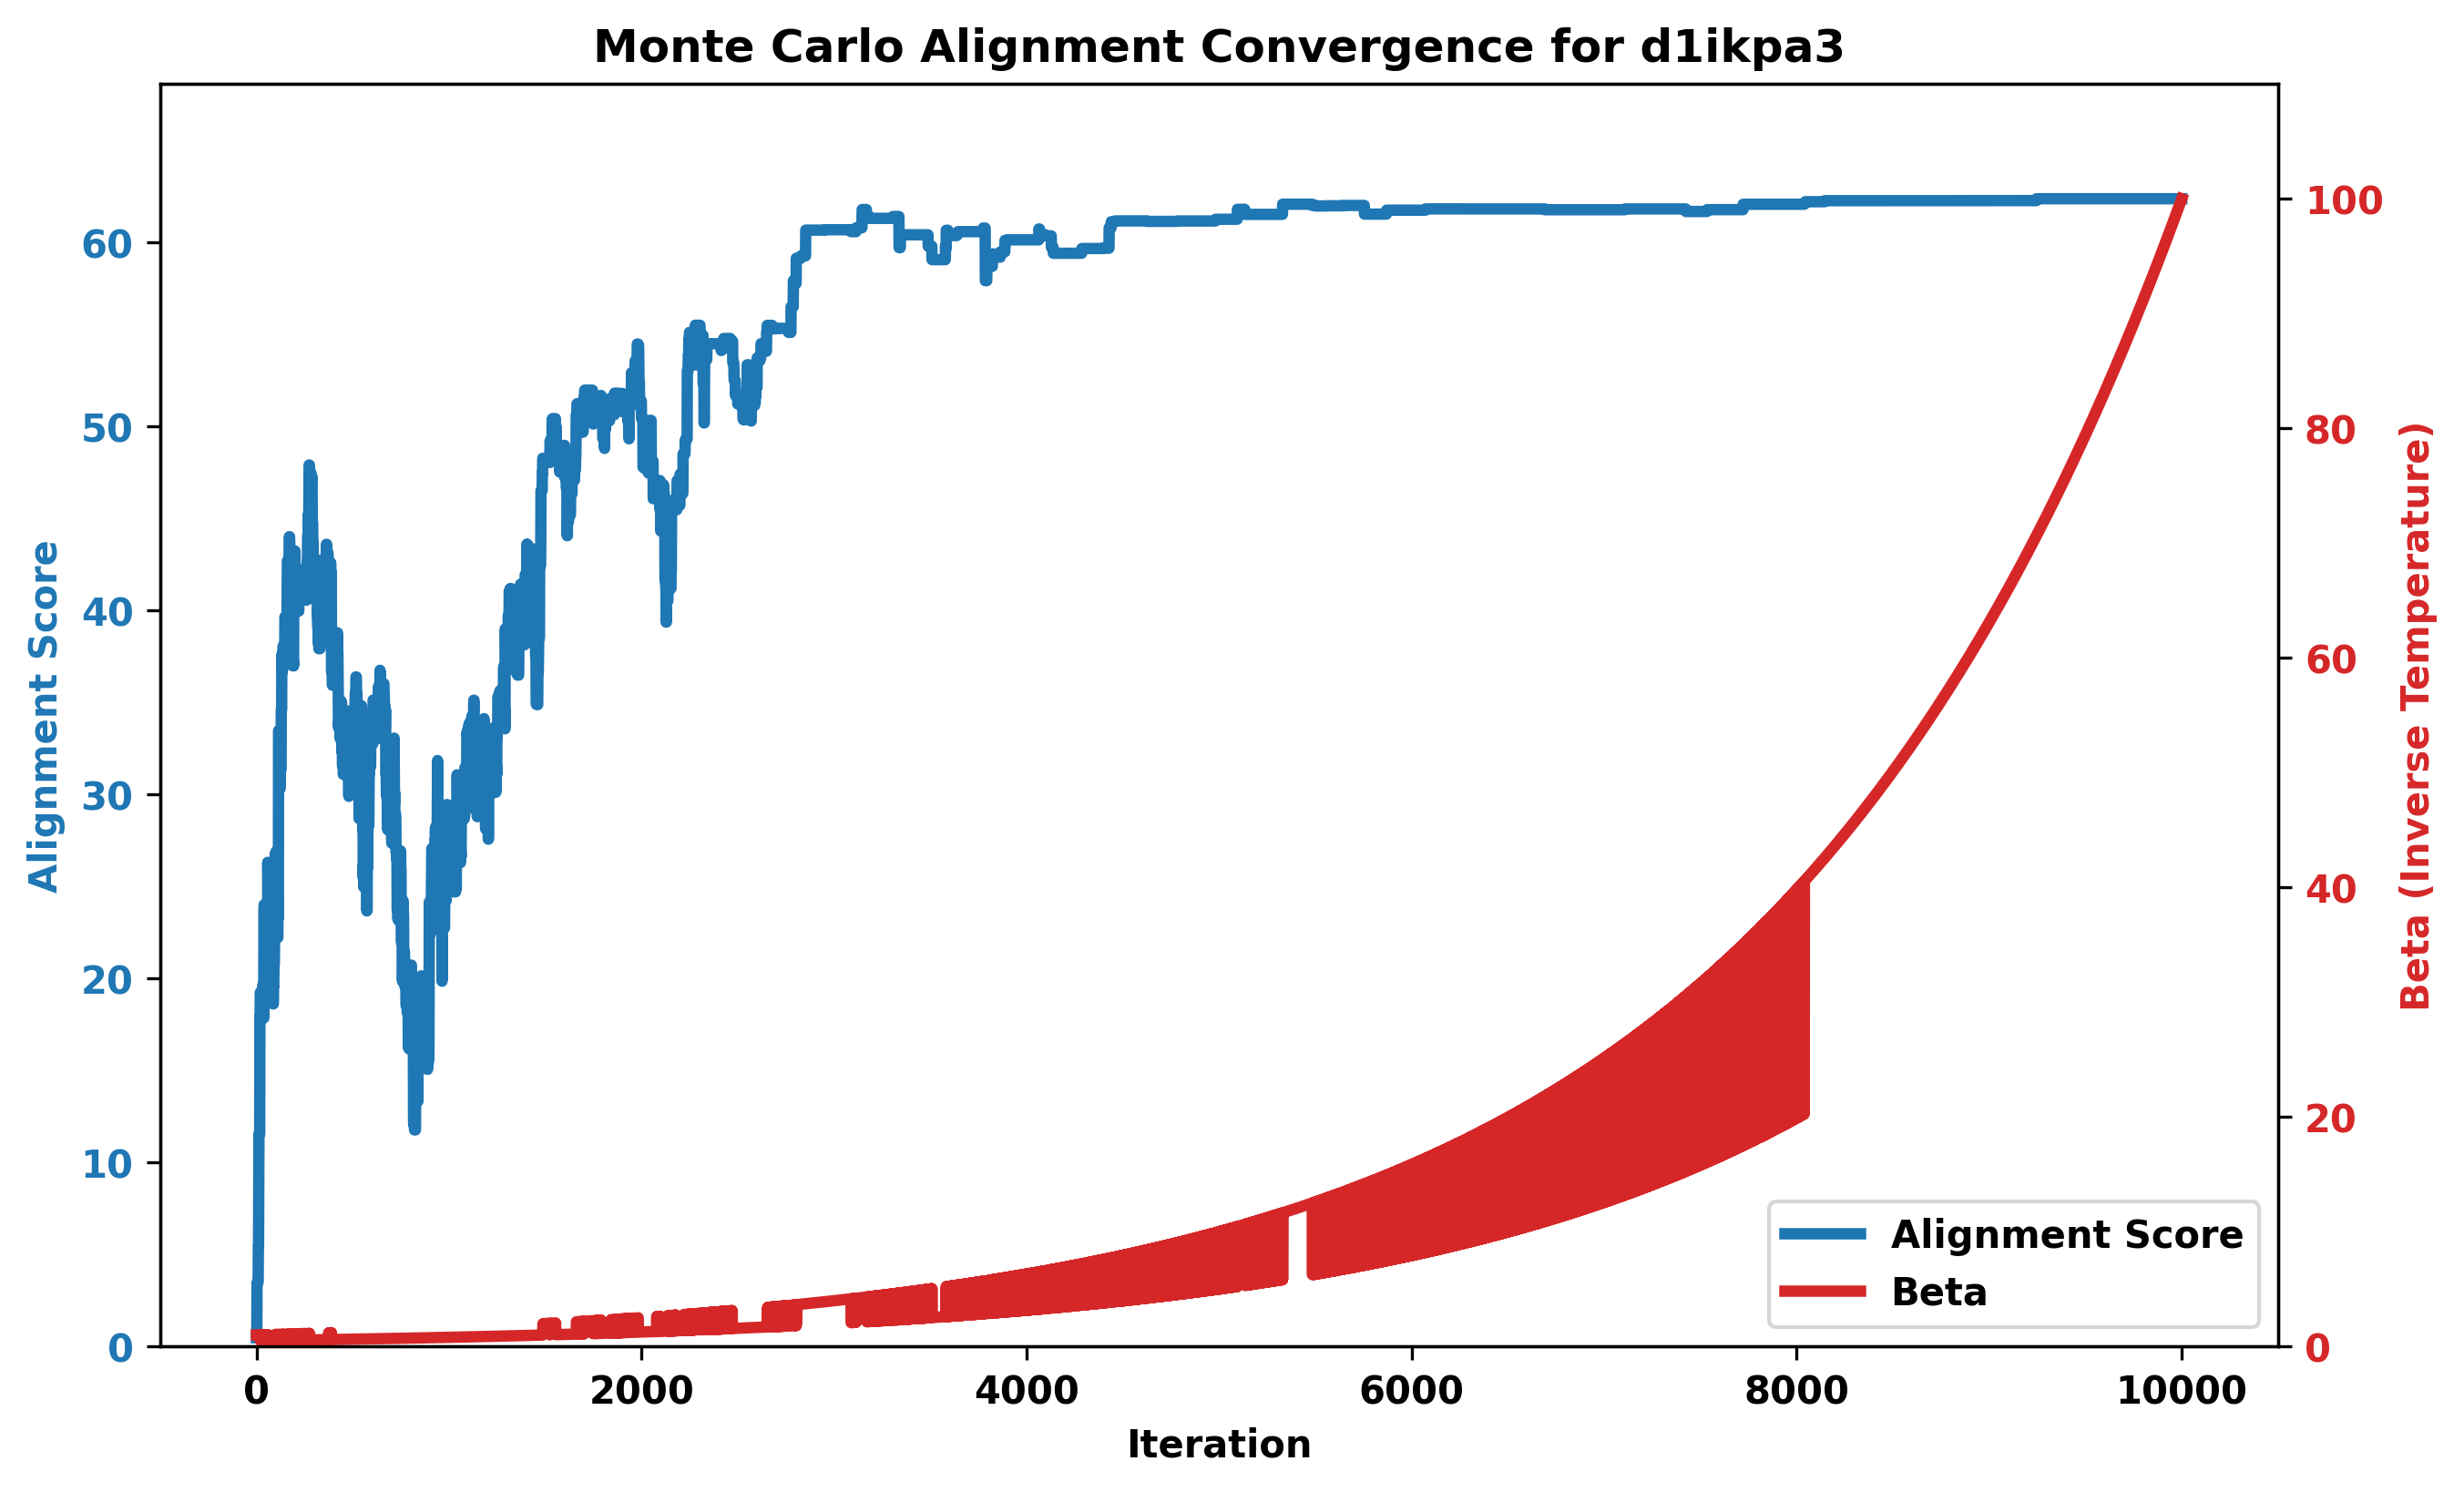 Monte Carlo Alignment Convergence for d1ikpa3
Alignment Score
60
50
40
30
20
10
0
100
80
60
40
20
0
Beta (Inverse Temperature)
Alignment Score
Beta
0 2000 4000 6000 8000 10000
Iteration